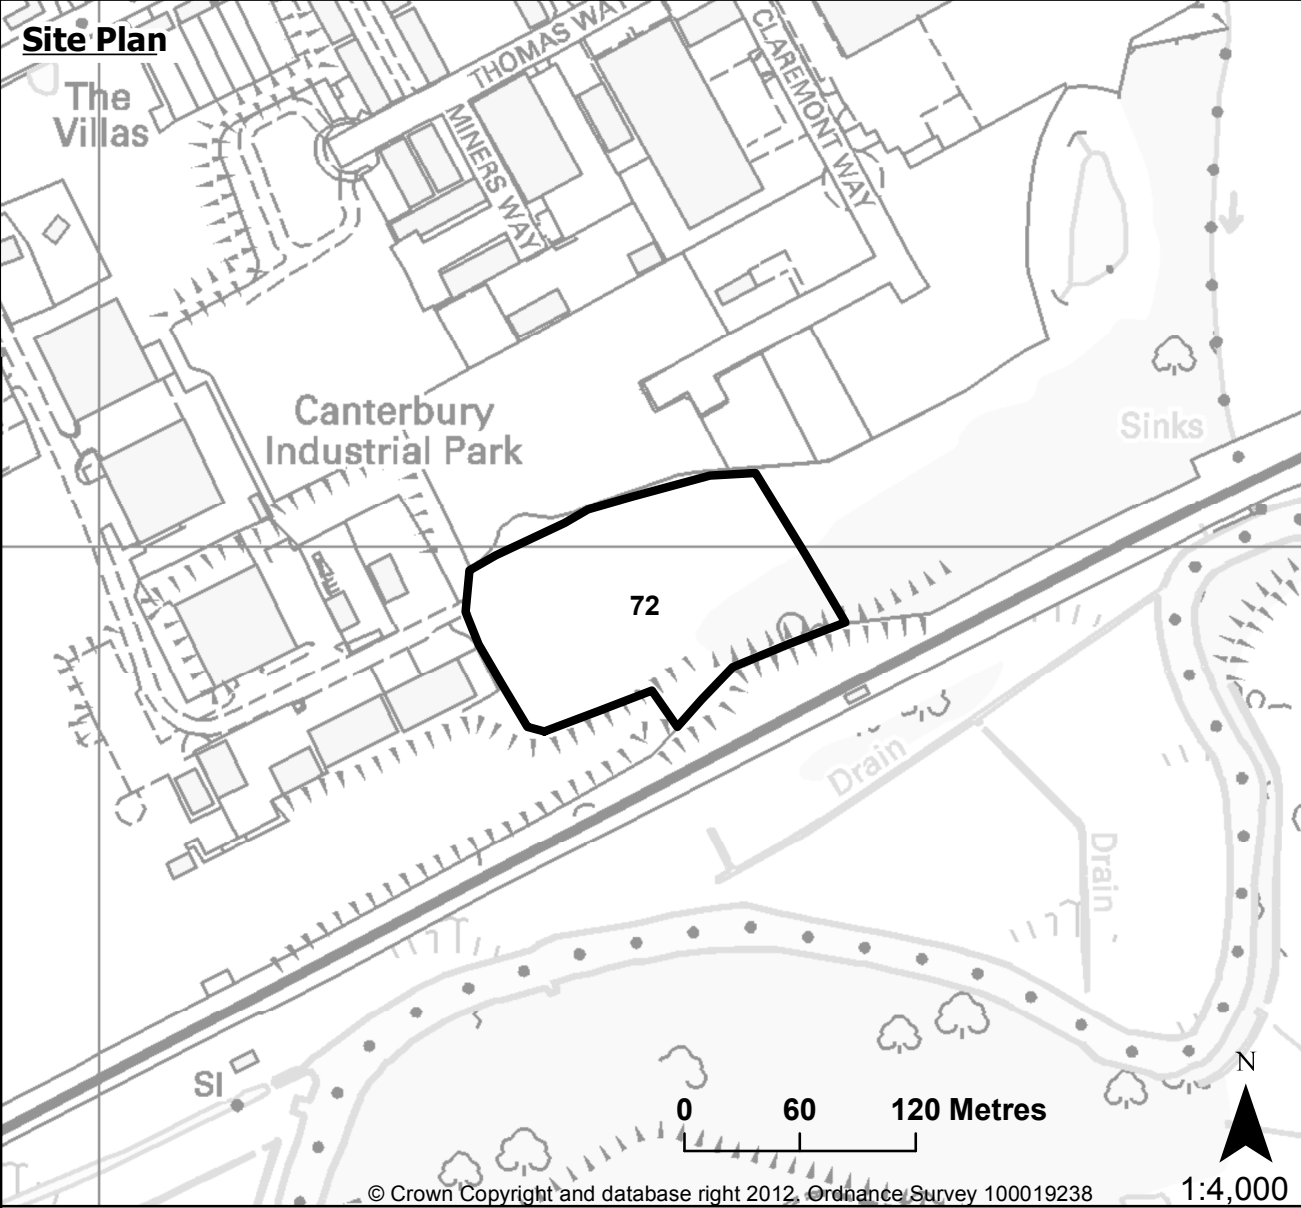 Site Plan
The
Villas
THOMAS WAY
MINERS WAY
CLAREMONT WAY
Canterbury
Industrial Park
Sinks
72
Drain
Drain
SI
N
0 60 120 Metres
1:4,000
© Crown Copyright and database right 2012. Ordnance Survey 100019238